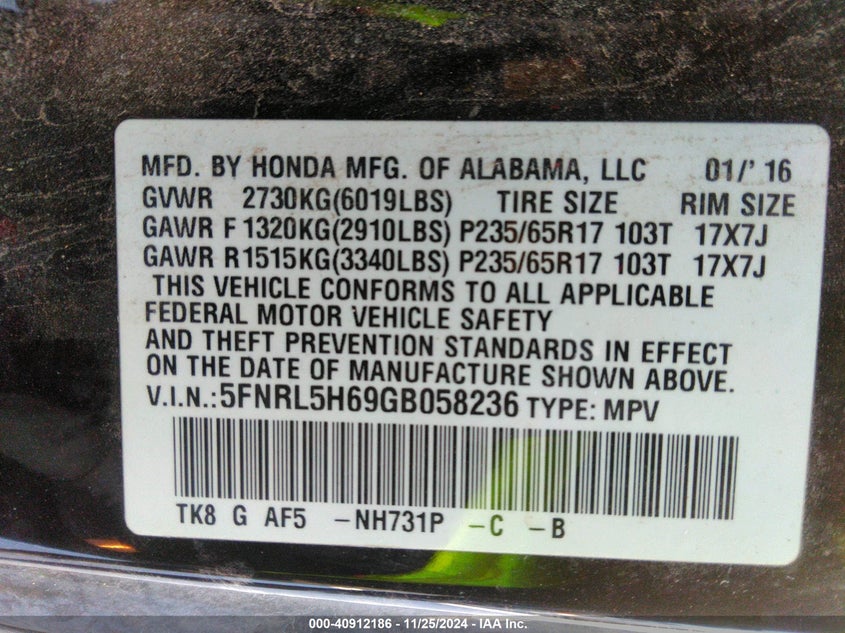 MFD. BY HONDA MFG. OF ALABAMA, LLC 01/' 16
GVWR 2730KG(6019LBS) TIRE SIZE RIM SIZE
GAWR F 1320KG(2910LBS) P235/65R17 103T 17X7J
GAWR R 1515KG(3340LBS) P235/65R17 103T 17X7J
THIS VEHICLE CONFORMS TO ALL APPLICABLE
FEDERAL MOTOR VEHICLE SAFETY
AND THEFT PREVENTION STANDARDS IN EFFECT
ON THE DATE OF MANUFACTURE SHOWN ABOVE.
V.I.N.:5FNRL5H69GB058236 TYPE: MPV
TK8 G AF5 -NH731P -C -B
000-40912186 - 11/25/2024 - IAA Inc.